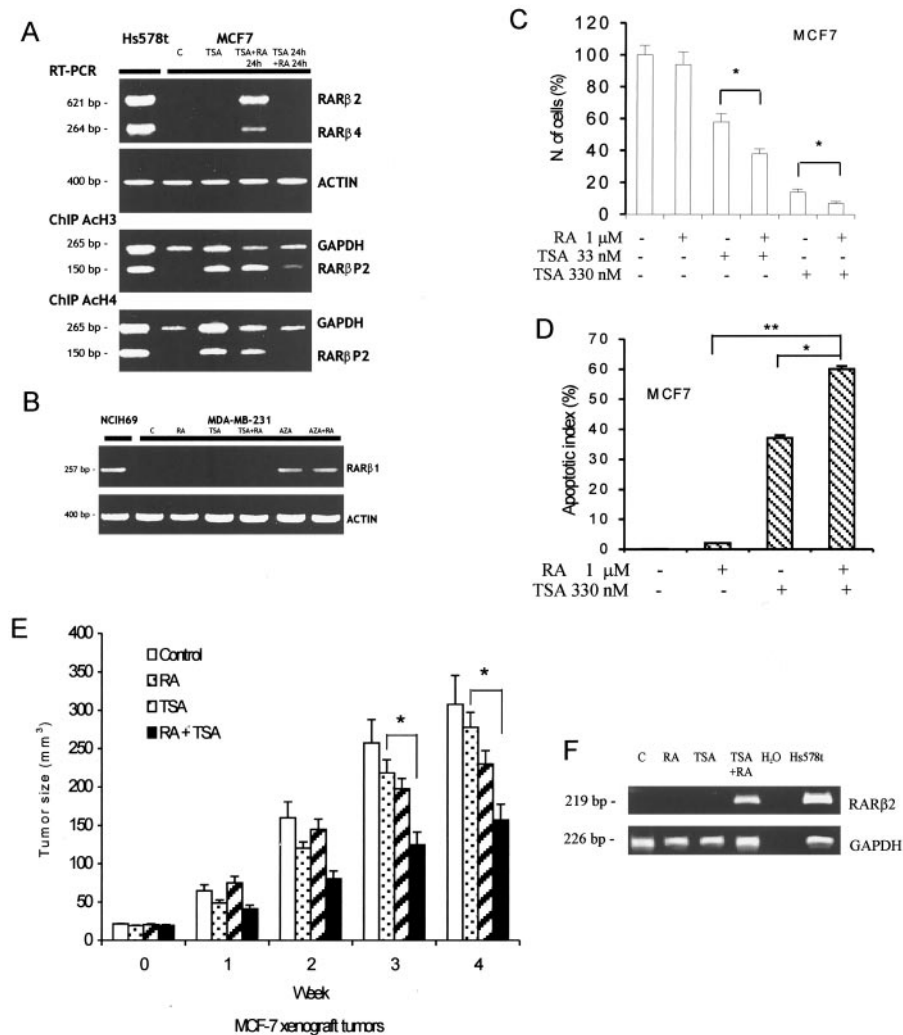 A
Hs578t MCF7
C TSA TSA+RA 24h TSA 24h +RA 24h
RT-PCR
621 bp - RARβ2
264 bp - RARβ4
400 bp - ACTIN
ChIP AcH3
265 bp - GAPDH
150 bp - RARβP2
ChIP AcH4
265 bp - GAPDH
150 bp - RARβP2
B
NCIH69 MDA-MB-231
C RA TSA TSA+RA AZA AZA+RA
257 bp - RARβ1
400 bp - ACTIN
C
MCF7
N. of cells (%)
120
100
80
60
40
20
0
* *
RA 1 μM - + - + - +
TSA 33 nM - - + + - -
TSA 330 nM - - - - + +
D
MCF7
Apoptotic index (%)
70
60
50
40
30
20
10
0
**
*
RA 1 μM - + - +
TSA 330 nM - - + +
E
Tumor size (mm³)
400
350
300
250
200
150
100
50
0
Control
RA
TSA
RA + TSA
* *
0 1 2 3 4
Week
MCF-7 xenograft tumors
F
C RA TSA TSA +RA H₂O Hs578t
219 bp - RARβ2
226 bp - GAPDH